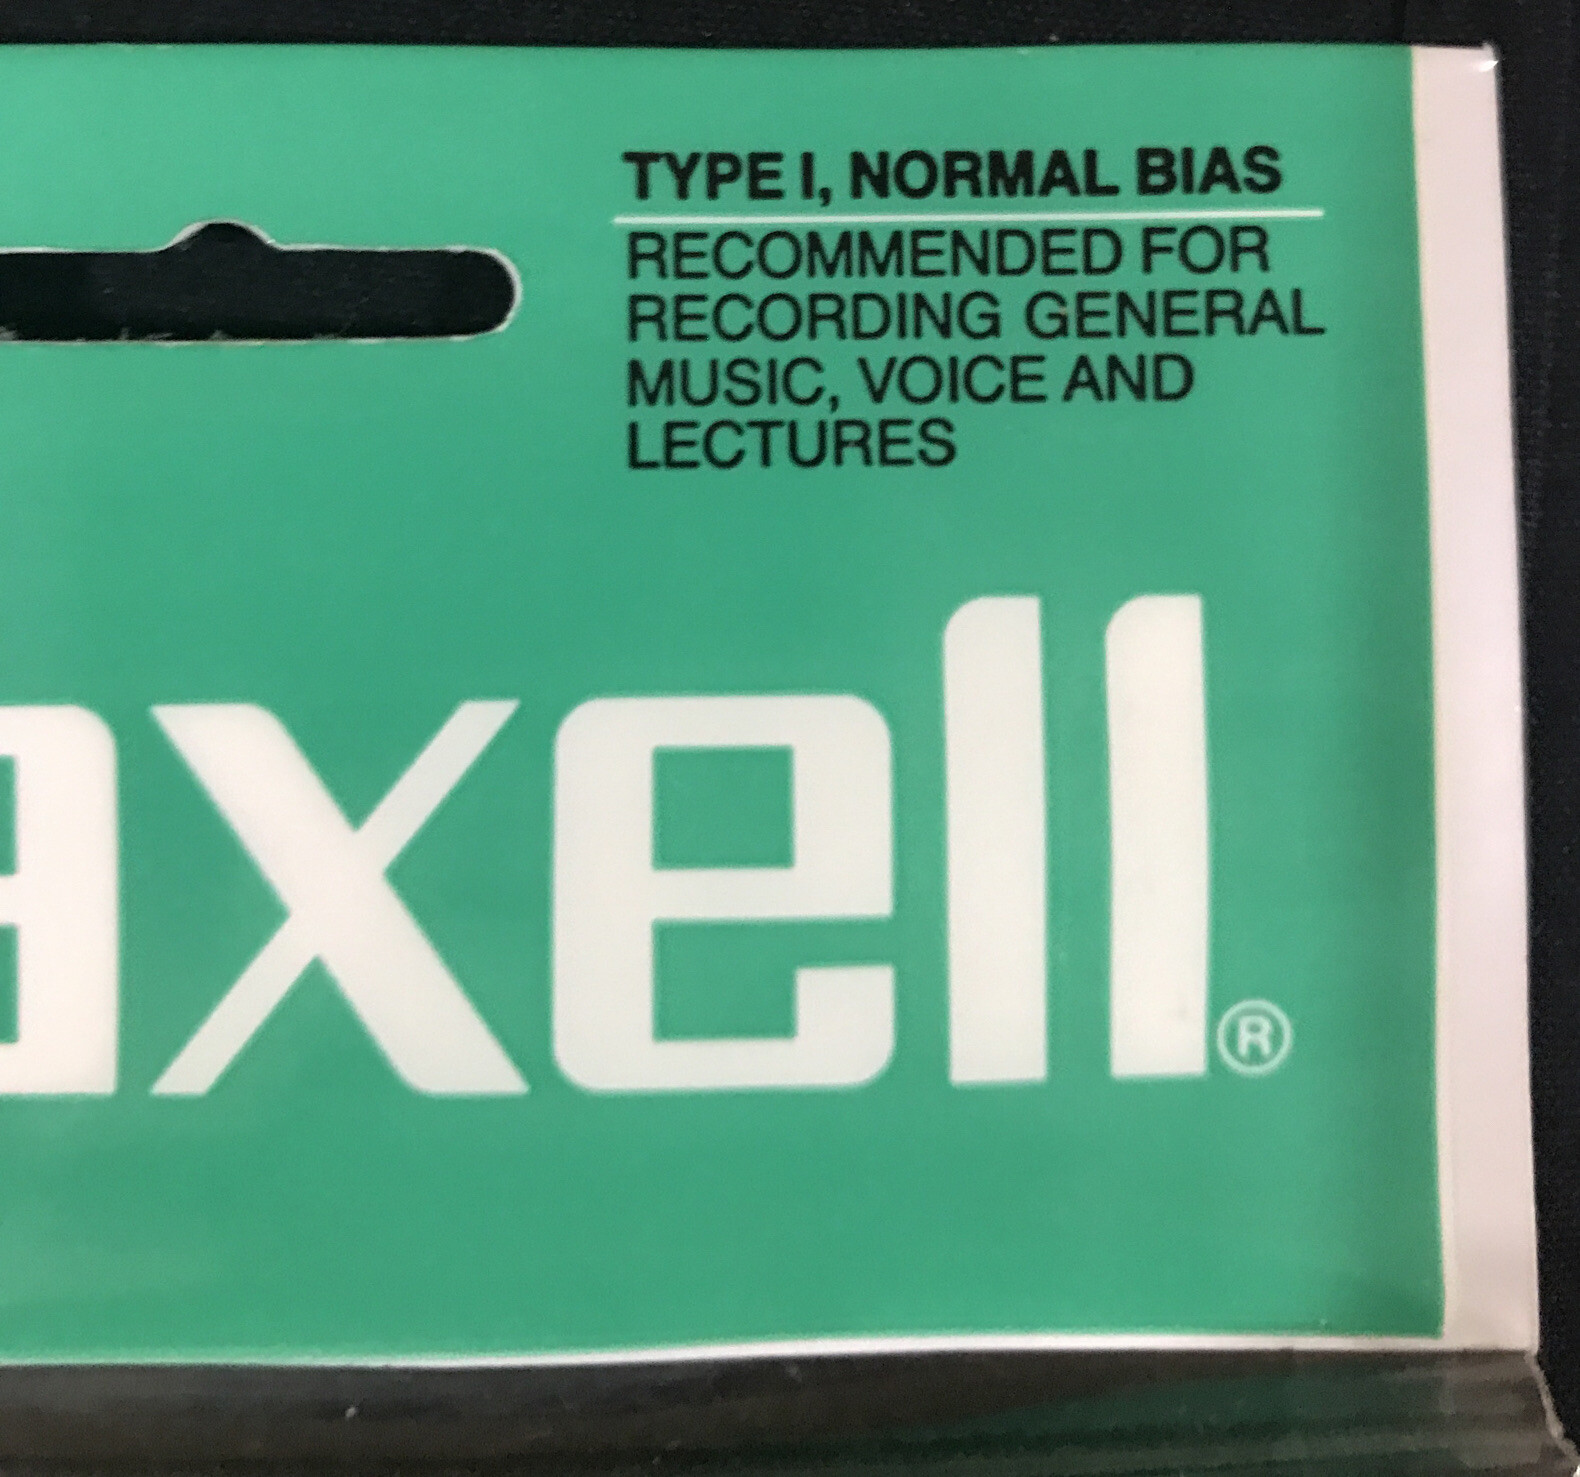 TYPE I, NORMAL BIAS
RECOMMENDED FOR
RECORDING GENERAL
MUSIC, VOICE AND
LECTURES
axell®